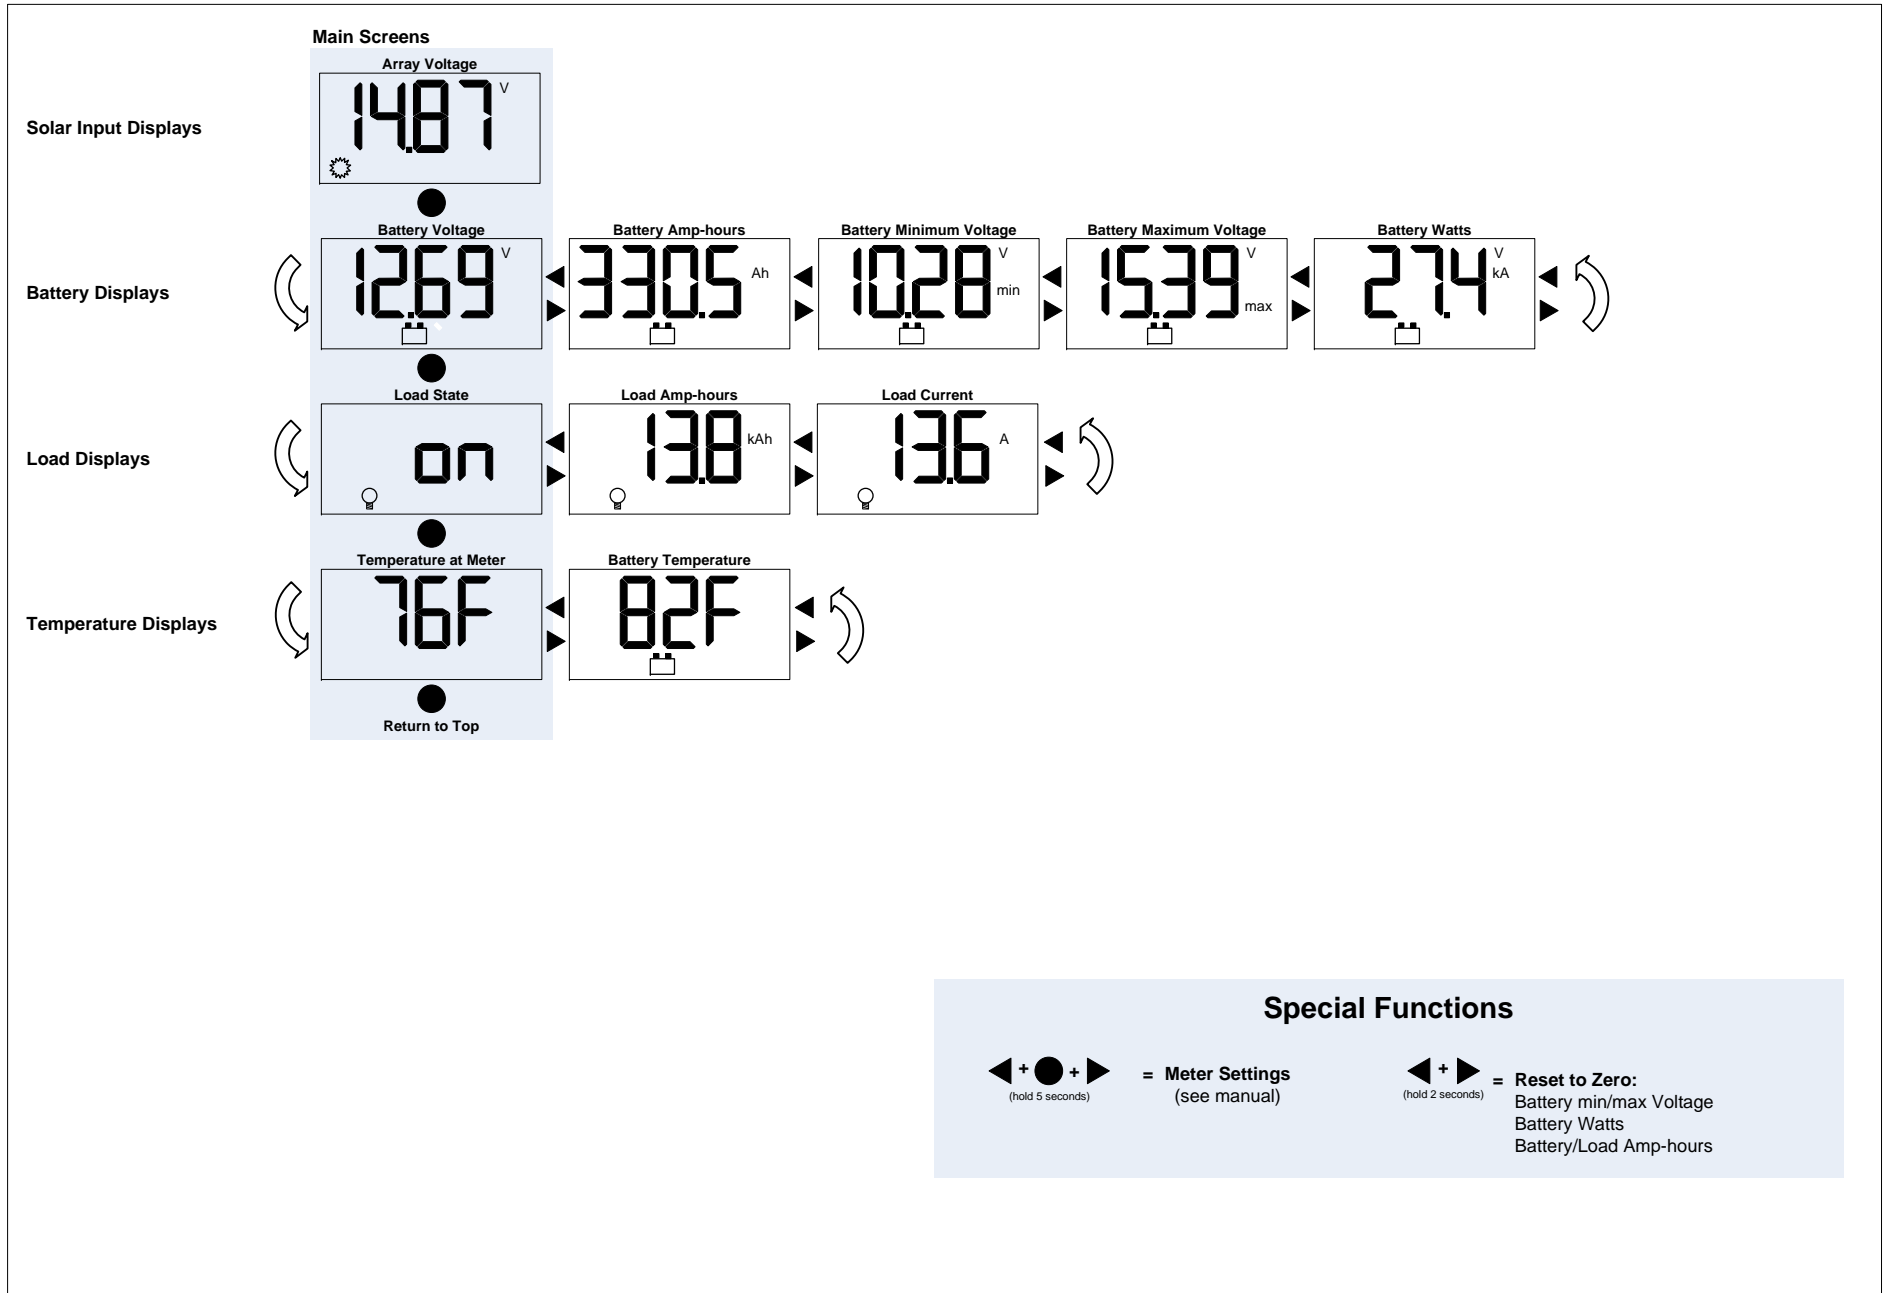 Main Screens
Array Voltage
14.87 V
Solar Input Displays
Battery Voltage
12.69 V
Battery Amp-hours
330.5 Ah
Battery Minimum Voltage
10.28 V
min
Battery Maximum Voltage
15.39 V
max
Battery Watts
27.4 V
kA
Battery Displays
Load State
on
Load Amp-hours
13.8 kAh
Load Current
13.6 A
Load Displays
Temperature at Meter
76F
Battery Temperature
82F
Temperature Displays
Return to Top
Special Functions
+ +
(hold 5 seconds)
= Meter Settings
(see manual)
+
(hold 2 seconds)
= Reset to Zero:
Battery min/max Voltage
Battery Watts
Battery/Load Amp-hours